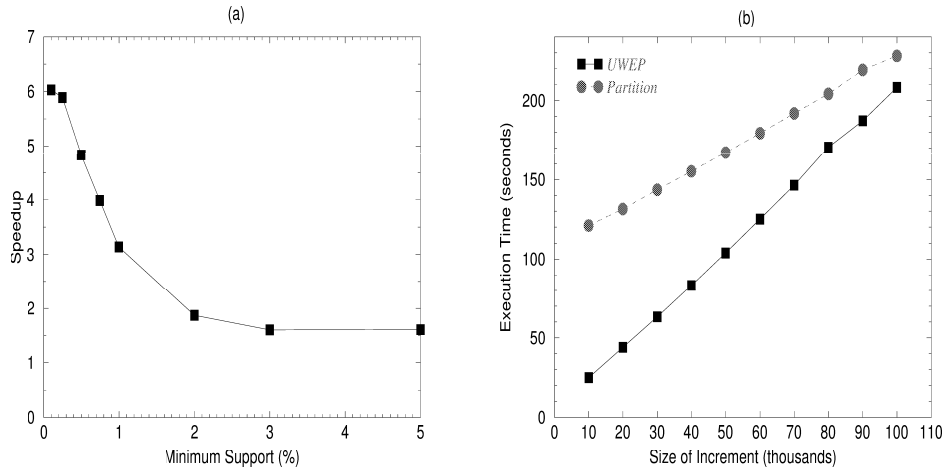 (a)
7
6
5
4
3
2
1
0
Speedup
0 1 2 3 4 5
Minimum Support (%)
(b)
UWEP
Partition
200
150
100
50
0
Execution Time (seconds)
10 20 30 40 50 60 70 80 90 100 110
Size of Increment (thousands)